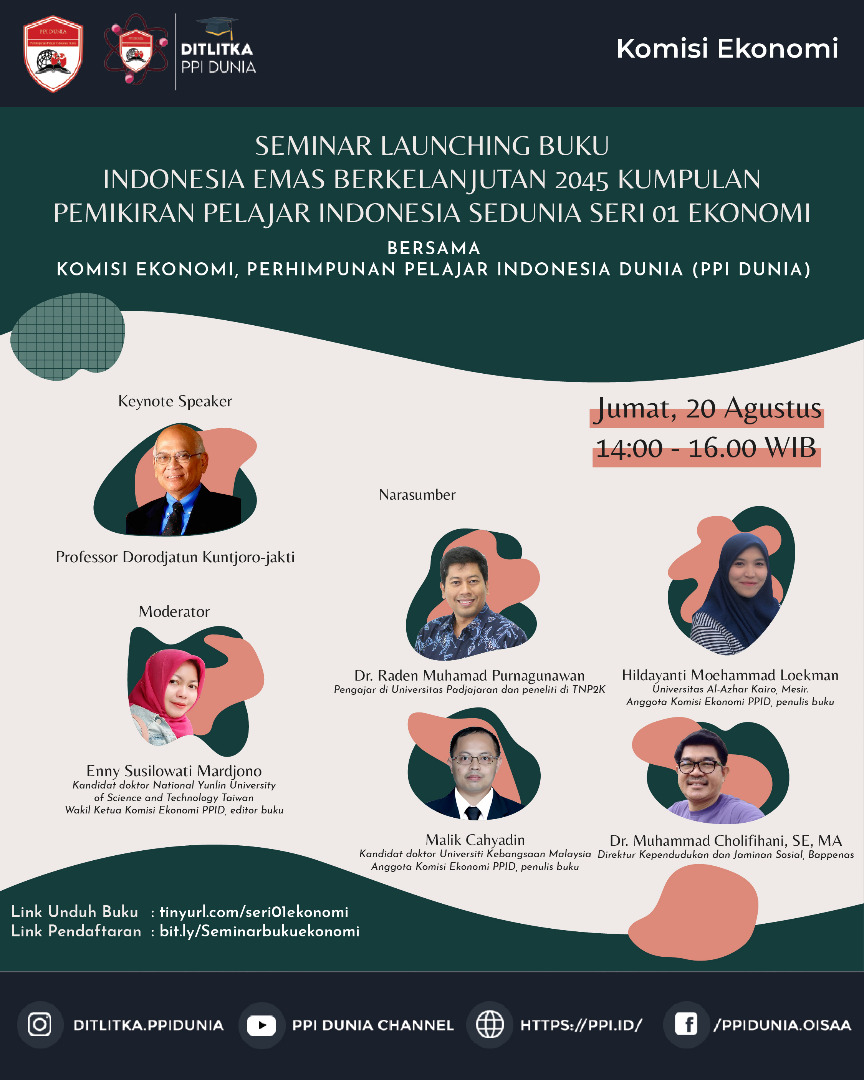 PPI DUNIA
DITLITKA
PPI DUNIA
Komisi Ekonomi
SEMINAR LAUNCHING BUKU
INDONESIA EMAS BERKELANJUTAN 2045 KUMPULAN
PEMIKIRAN PELAJAR INDONESIA SEDUNIA SERI 01 EKONOMI
BERSAMA
KOMISI EKONOMI, PERHIMPUNAN PELAJAR INDONESIA DUNIA (PPI DUNIA)
Jumat, 20 Agustus
14:00 - 16.00 WIB
Keynote Speaker
Professor Dorodjatun Kuntjoro-jakti
Moderator
Enny Susilowati Mardjono
Kandidat doktor National Yunlin University
of Science and Technology Taiwan
Wakil Ketua Komisi Ekonomi PPID, editor buku
Narasumber
Dr. Raden Muhamad Purnagunawan
Pengajar di Universitas Padjajaran dan peneliti di TNP2K
Hildayanti Moehammad Loekman
Universitas Al-Azhar Kairo, Mesir.
Anggota Komisi Ekonomi PPID, penulis buku
Malik Cahyadin
Kandidat doktor Universiti Kebangsaan Malaysia
Anggota Komisi Ekonomi PPID, penulis buku
Dr. Muhammad Cholifihani, SE, MA
Direktur Kependudukan dan Jaminan Sosial, Bappenas
Link Unduh Buku : tinyurl.com/seri01ekonomi
Link Pendaftaran : bit.ly/Seminarbukuekonomi
DITLITKA.PPIDUNIA
PPI DUNIA CHANNEL
HTTPS://PPI.ID/
/PPIDUNIA.OISAA